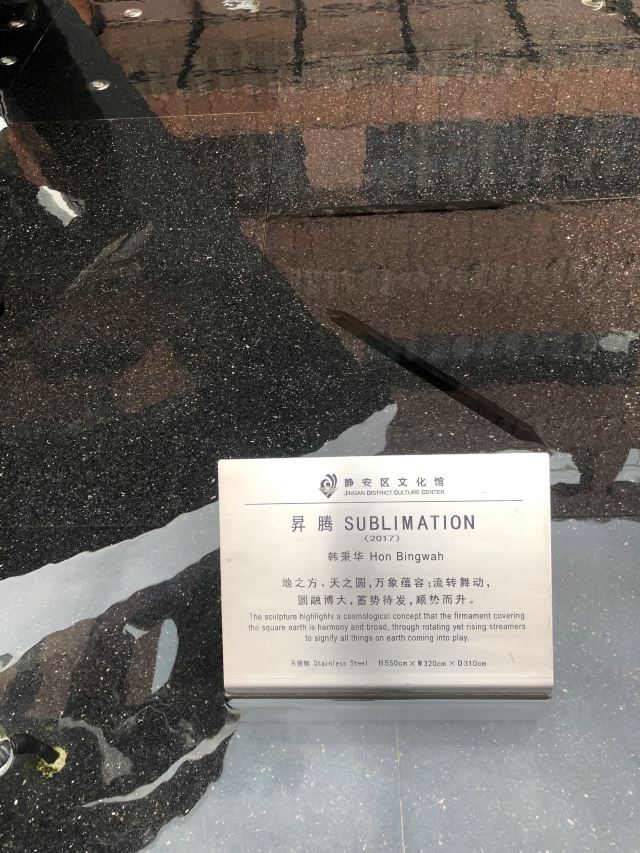 静安区文化馆
JINGAN DISTRICT CULTURE CENTER
昇 腾 SUBLIMATION
(2017)
韩秉华 Hon Bingwah
地之方、天之圆,万象蕴容;流转舞动,
圆融博大,蓄势待发,顺势而升。
The sculpture highlights a cosmological concept that the firmament covering
the square earth is harmony and broad, through rotating yet rising streamers
to signify all things on earth coming into play.
不锈钢 Stainless Steel H550cm×W320cm×D310cm